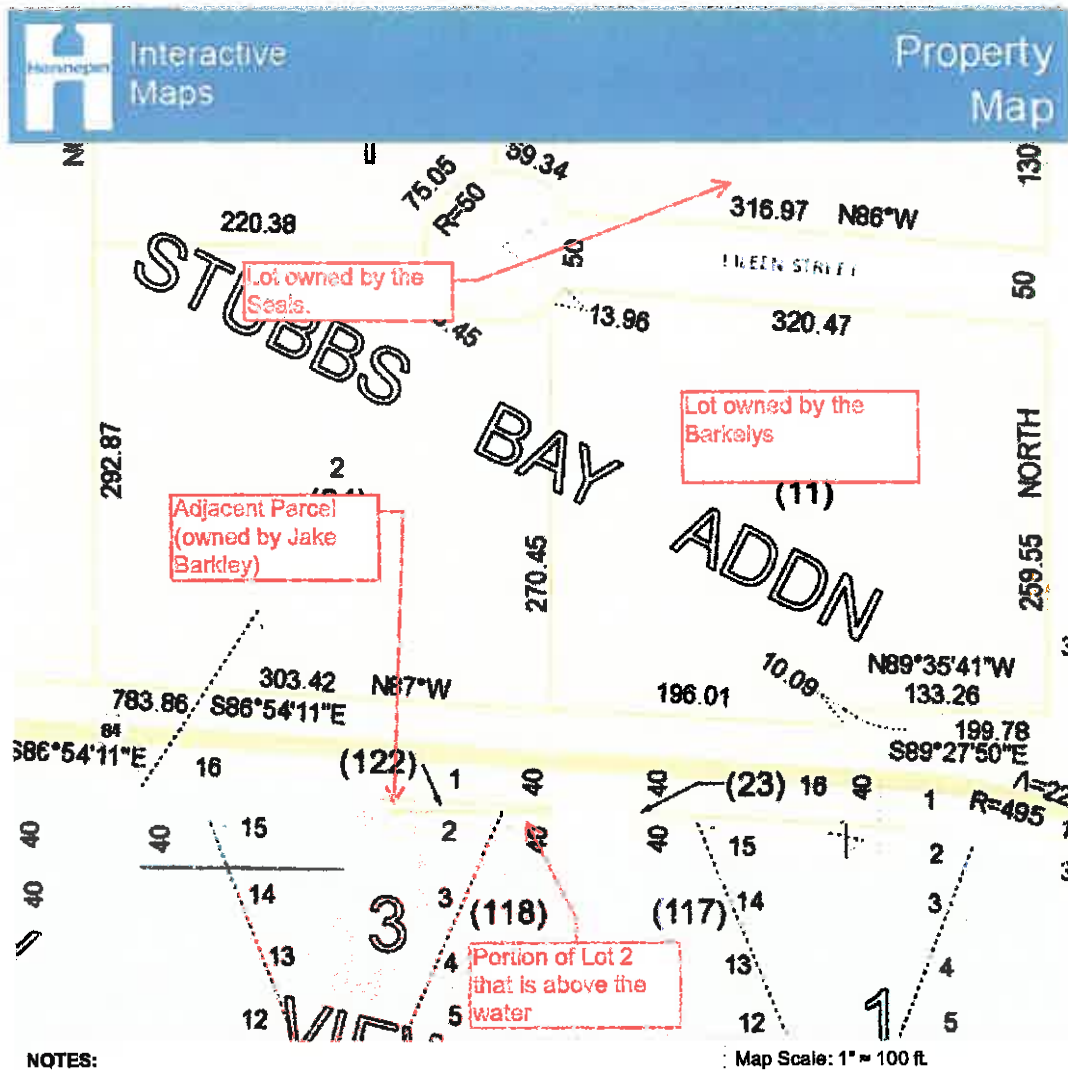 Hennepin
Interactive
Maps
Property
Map
75.05
R=50
59.34
130
316.97 N86°W
220.38
50
50
Lot owned by the
Seals.
13.96
320.47
STUBBS BAY ADDN
Lot owned by the
Barkelys
(11)
292.87
2
NORTH
259.55
270.45
Adjacent Parcel
(owned by Jake
Barkley)
303.42 N87°W
783.86 S86°54'11"E
84
S86°54'11"E
10.09
N89°35'41"W
196.01
133.26
199.78
S89°27'50"E
R=495
16
(122)
1
40
40
(23)
16
40
1
40
40
15
2
40
40
15
2
40
14
3
3
(118)
(117)
14
3
13
4
Portion of Lot 2
that is above the
water
13
4
12
5
12
1
5
NOTES:
Map Scale: 1" ≈ 100 ft.